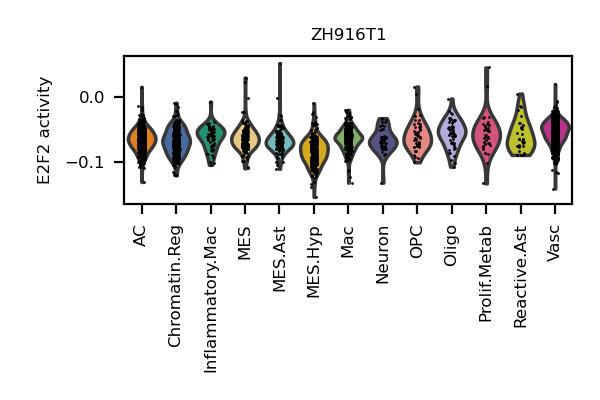 ZH916T1
E2F2 activity
0.0
−0.1
AC
Chromatin.Reg
Inflammatory.Mac
MES
MES.Ast
MES.Hyp
Mac
Neuron
OPC
Oligo
Prolif.Metab
Reactive.Ast
Vasc